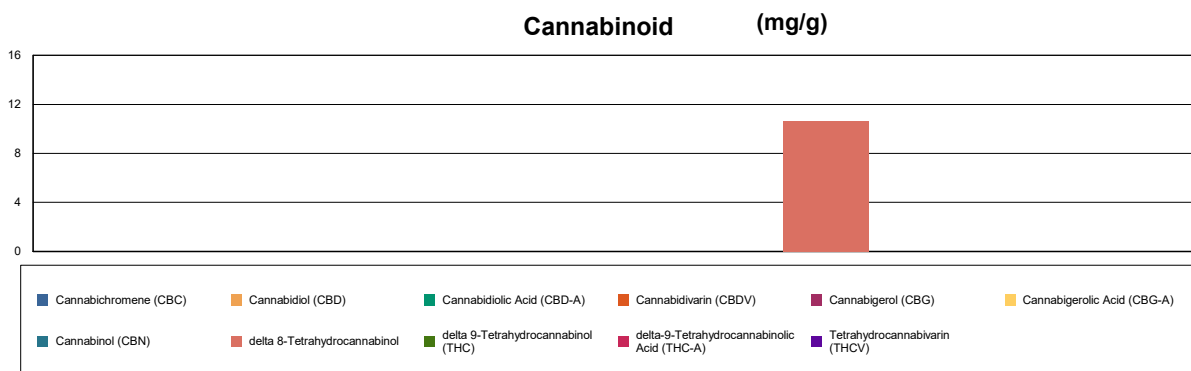 Cannabinoid (mg/g)
16
12
8
4
0
Cannabichromene (CBC) Cannabidiol (CBD) Cannabidiolic Acid (CBD-A) Cannabidivarin (CBDV) Cannabigerol (CBG) Cannabigerolic Acid (CBG-A)
Cannabinol (CBN) delta 8-Tetrahydrocannabinol delta 9-Tetrahydrocannabinol delta-9-Tetrahydrocannabinolic Tetrahydrocannabivarin
(THC) Acid (THC-A) (THCV)